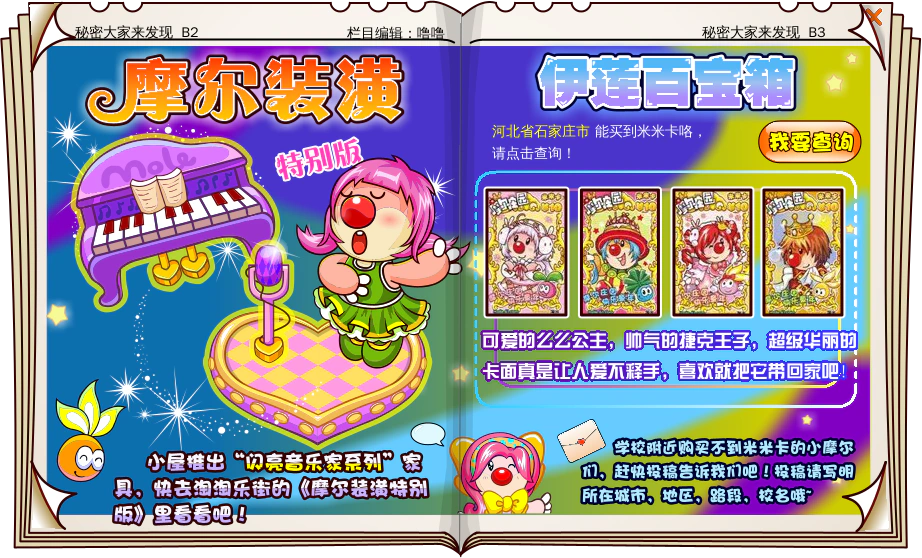 秘密大家来发现 B2
栏目编辑：噜噜
摩尔装潢
特别版
mole
小屋推出“闪亮音乐家系列”家
具，快去淘淘乐街的《摩尔装潢特别
版》里看看吧！
秘密大家来发现 B3
伊莲百宝箱
河北省石家庄市 能买到米米卡咯，
请点击查询！
我要查询
可爱的么么公主，帅气的捷克王子，超级华丽的
卡面真是让人爱不释手，喜欢就把它带回家吧！
学校附近购买不到米米卡的小摩尔
们，赶快投稿告诉我们吧！投稿请写明
所在城市，地区，路段，校名哦~